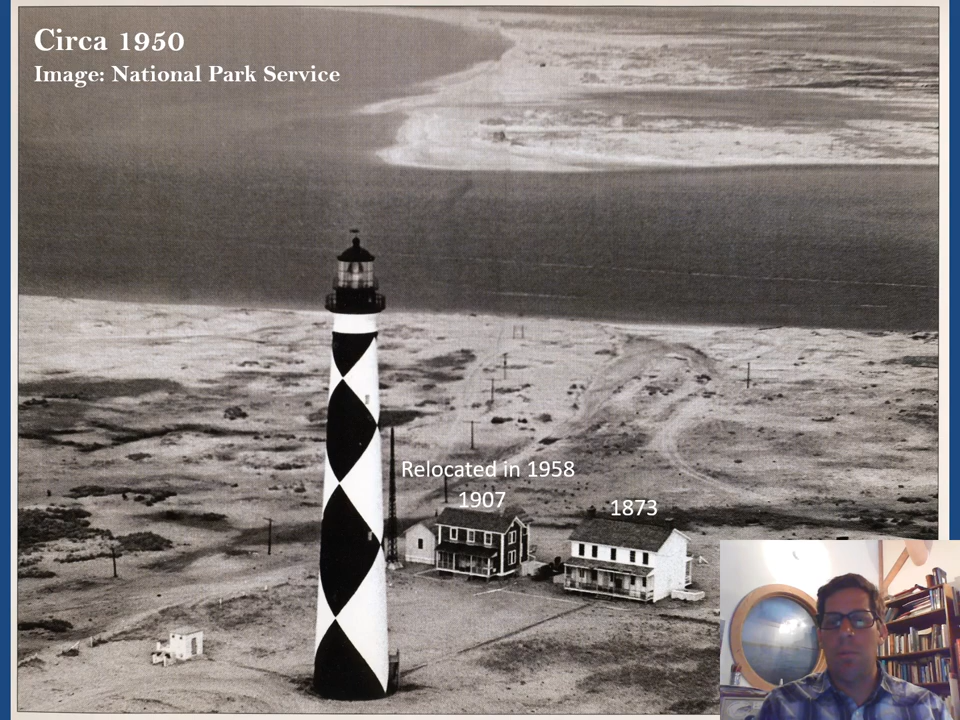 Circa 1950
Image: National Park Service
Relocated in 1958
1907
1873